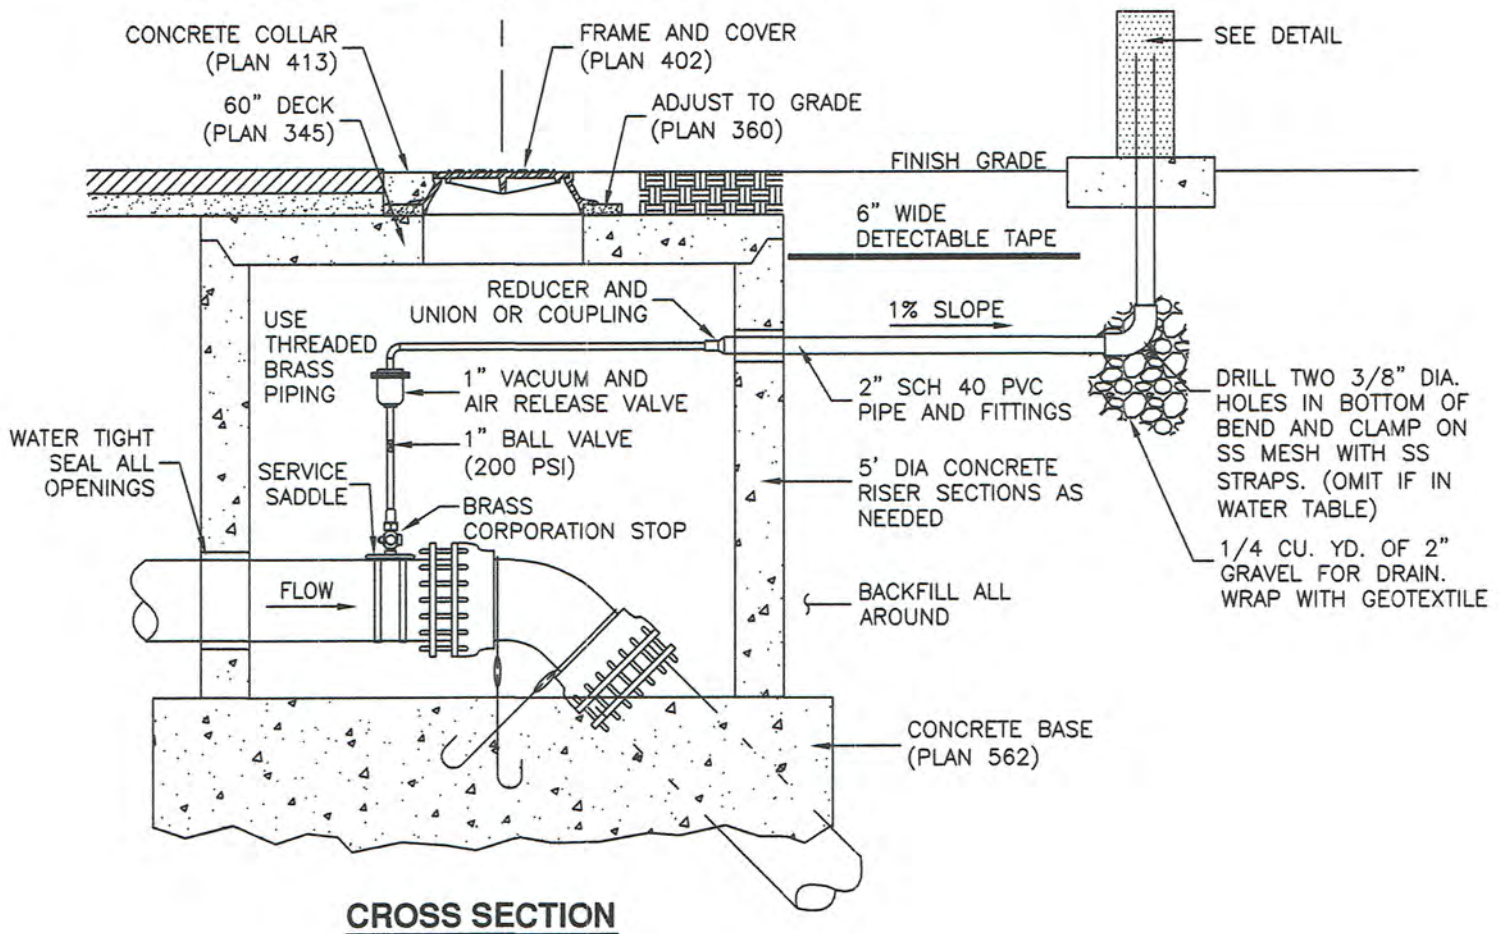 CONCRETE COLLAR
(PLAN 413)
FRAME AND COVER
(PLAN 402)
SEE DETAIL
60" DECK
(PLAN 345)
ADJUST TO GRADE
(PLAN 360)
FINISH GRADE
6" WIDE
DETECTABLE TAPE
REDUCER AND
UNION OR COUPLING
1% SLOPE
USE
THREADED
BRASS
PIPING
1" VACUUM AND
AIR RELEASE VALVE
2" SCH 40 PVC
PIPE AND FITTINGS
DRILL TWO 3/8" DIA.
HOLES IN BOTTOM OF
BEND AND CLAMP ON
SS MESH WITH SS
STRAPS. (OMIT IF IN
WATER TABLE)
WATER TIGHT
SEAL ALL
OPENINGS
1" BALL VALVE
(200 PSI)
SERVICE
SADDLE
5' DIA CONCRETE
RISER SECTIONS AS
NEEDED
BRASS
CORPORATION STOP
1/4 CU. YD. OF 2"
GRAVEL FOR DRAIN.
WRAP WITH GEOTEXTILE
FLOW
BACKFILL ALL
AROUND
CONCRETE BASE
(PLAN 562)
CROSS SECTION